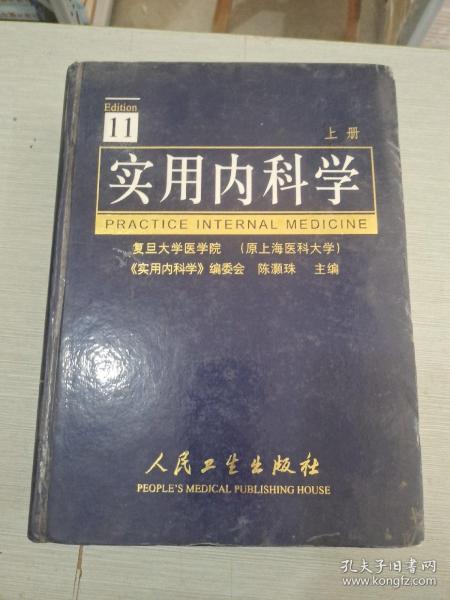 Edition
11
上册
实用内科学
PRACTICE INTERNAL MEDICINE
复旦大学医学院 (原上海医科大学)
《实用内科学》编委会 陈灏珠 主编
人民卫生出版社
PEOPLE'S MEDICAL PUBLISHING HOUSE
孔夫子旧书网
www.kongfz.com